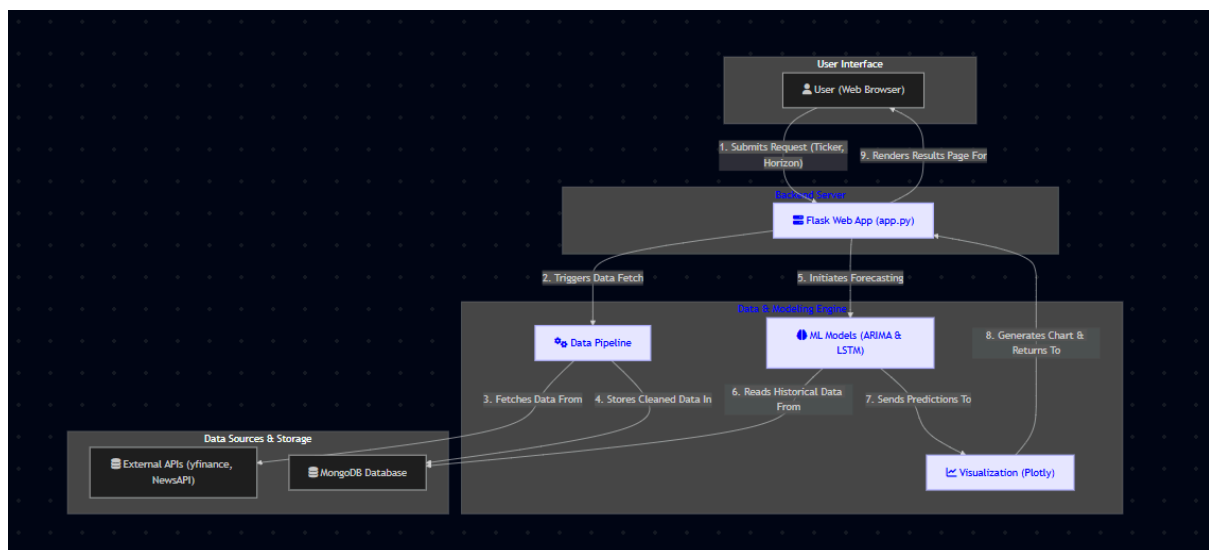 User Interface
User (Web Browser)
1. Submits Request (Ticker,
Horizon)
9. Renders Results Page For
Backend Server
Flask Web App (app.py)
2. Triggers Data Fetch
5. Initiates Forecasting
Data & Modeling Engine
Data Pipeline
ML Models (ARIMA &
LSTM)
8. Generates Chart &
Returns To
3. Fetches Data From
4. Stores Cleaned Data In
6. Reads Historical Data
From
7. Sends Predictions To
Data Sources & Storage
External APIs (yfinance,
NewsAPI)
MongoDB Database
Visualization (Plotly)